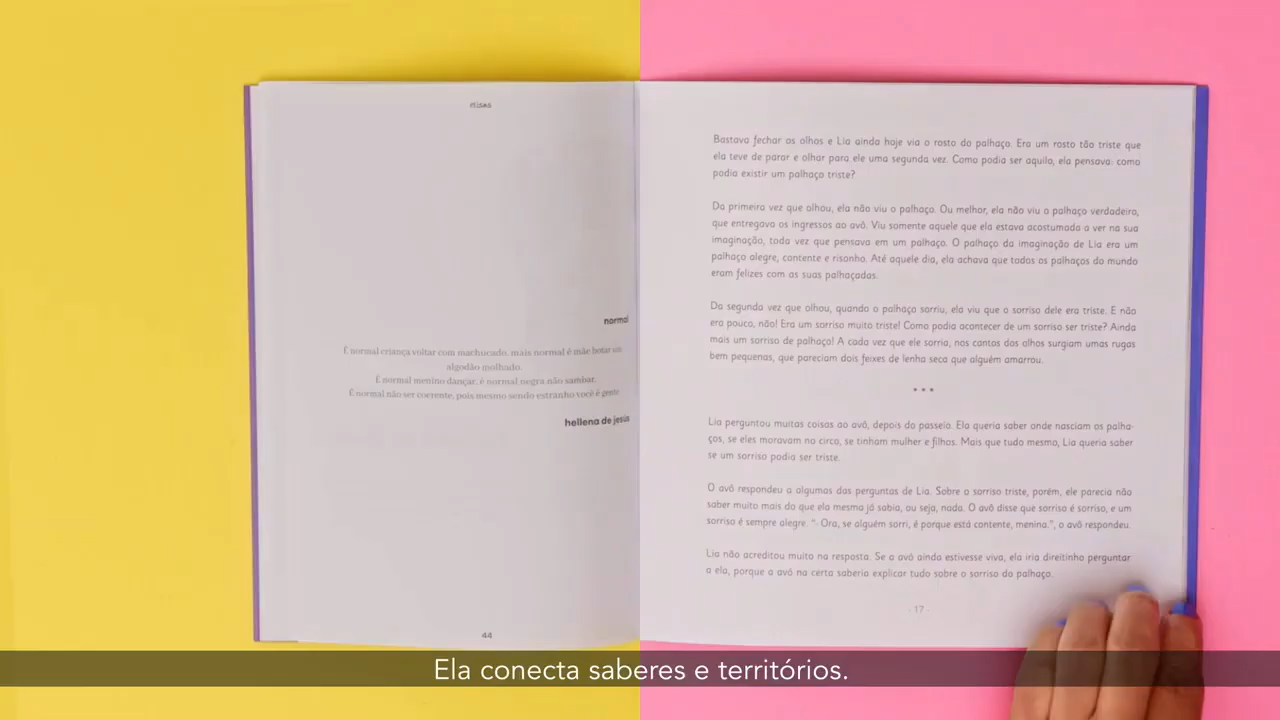 normal
É normal criança voltar com machucado, mais normal é mãe botar um
algodão molhado.
É normal menino dançar, é normal negra não sambar.
É normal não ser coerente, pois mesmo sendo estranho você é gente
hellena de jesus
44
Bastava fechar os olhos e Lia ainda hoje via o rosto do palhaço. Era um rosto tão triste que
ela teve de parar e olhar para ele uma segunda vez. Como podia ser aquilo, ela pensava: como
podia existir um palhaço triste?
Da primeira vez que olhou, ela não viu o palhaço. Ou melhor, ela não viu o palhaço verdadeiro,
que entregava os ingressos ao avô. Viu somente aquele que ela estava acostumada a ver na sua
imaginação, toda vez que pensava em um palhaço. O palhaço da imaginação de Lia era um
palhaço alegre, contente e risonho. Até aquele dia, ela achava que todos os palhaços do mundo
eram felizes com as suas palhaçadas.
Da segunda vez que olhou, quando o palhaço sorriu, ela viu que o sorriso dele era triste. E não
era pouco, não! Era um sorriso muito triste! Como podia acontecer de um sorriso ser triste? Ainda
mais um sorriso de palhaço! A cada vez que ele sorria, nos cantos dos olhos surgiam umas rugas
bem pequenas, que pareciam dois feixes de lenha seca que alguém amarrou.
• • •
Lia perguntou muitas coisas ao avô, depois do passeio. Ela queria saber onde nasciam os palha-
ços, se eles moravam no circo, se tinham mulher e filhos. Mais que tudo mesmo, Lia queria saber
se um sorriso podia ser triste.
O avô respondeu a algumas das perguntas de Lia. Sobre o sorriso triste, porém, ele parecia não
saber muito mais do que ela mesma já sabia, ou seja, nada. O avô disse que sorriso é sorriso, e um
sorriso é sempre alegre. "- Ora, se alguém sorri, é porque está contente, menina.", o avô respondeu.
Lia não acreditou muito na resposta. Se a avó ainda estivesse viva, ela iria direitinho perguntar
a ela, porque a avó na certa saberia explicar tudo sobre o sorriso do palhaço.
- 17 -
Ela conecta saberes e territórios.